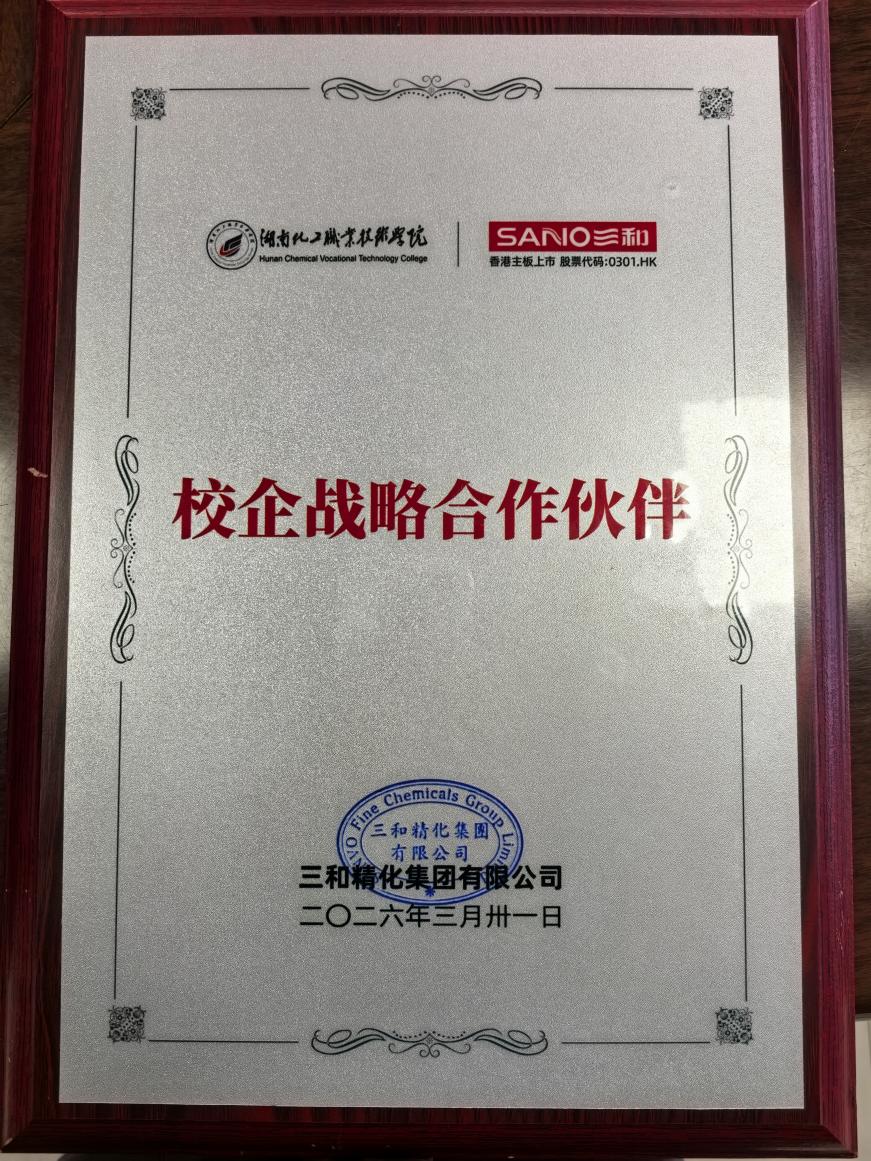 湖南化工职业技术学院
Hunan Chemical Vocational Technology College
SANVO三和
香港主板上市 股票代码:0301.HK
校企战略合作伙伴
Fine Chemicals Group
三和精化集團
有限公司
三和精化集团有限公司
二〇二六年三月卅一日